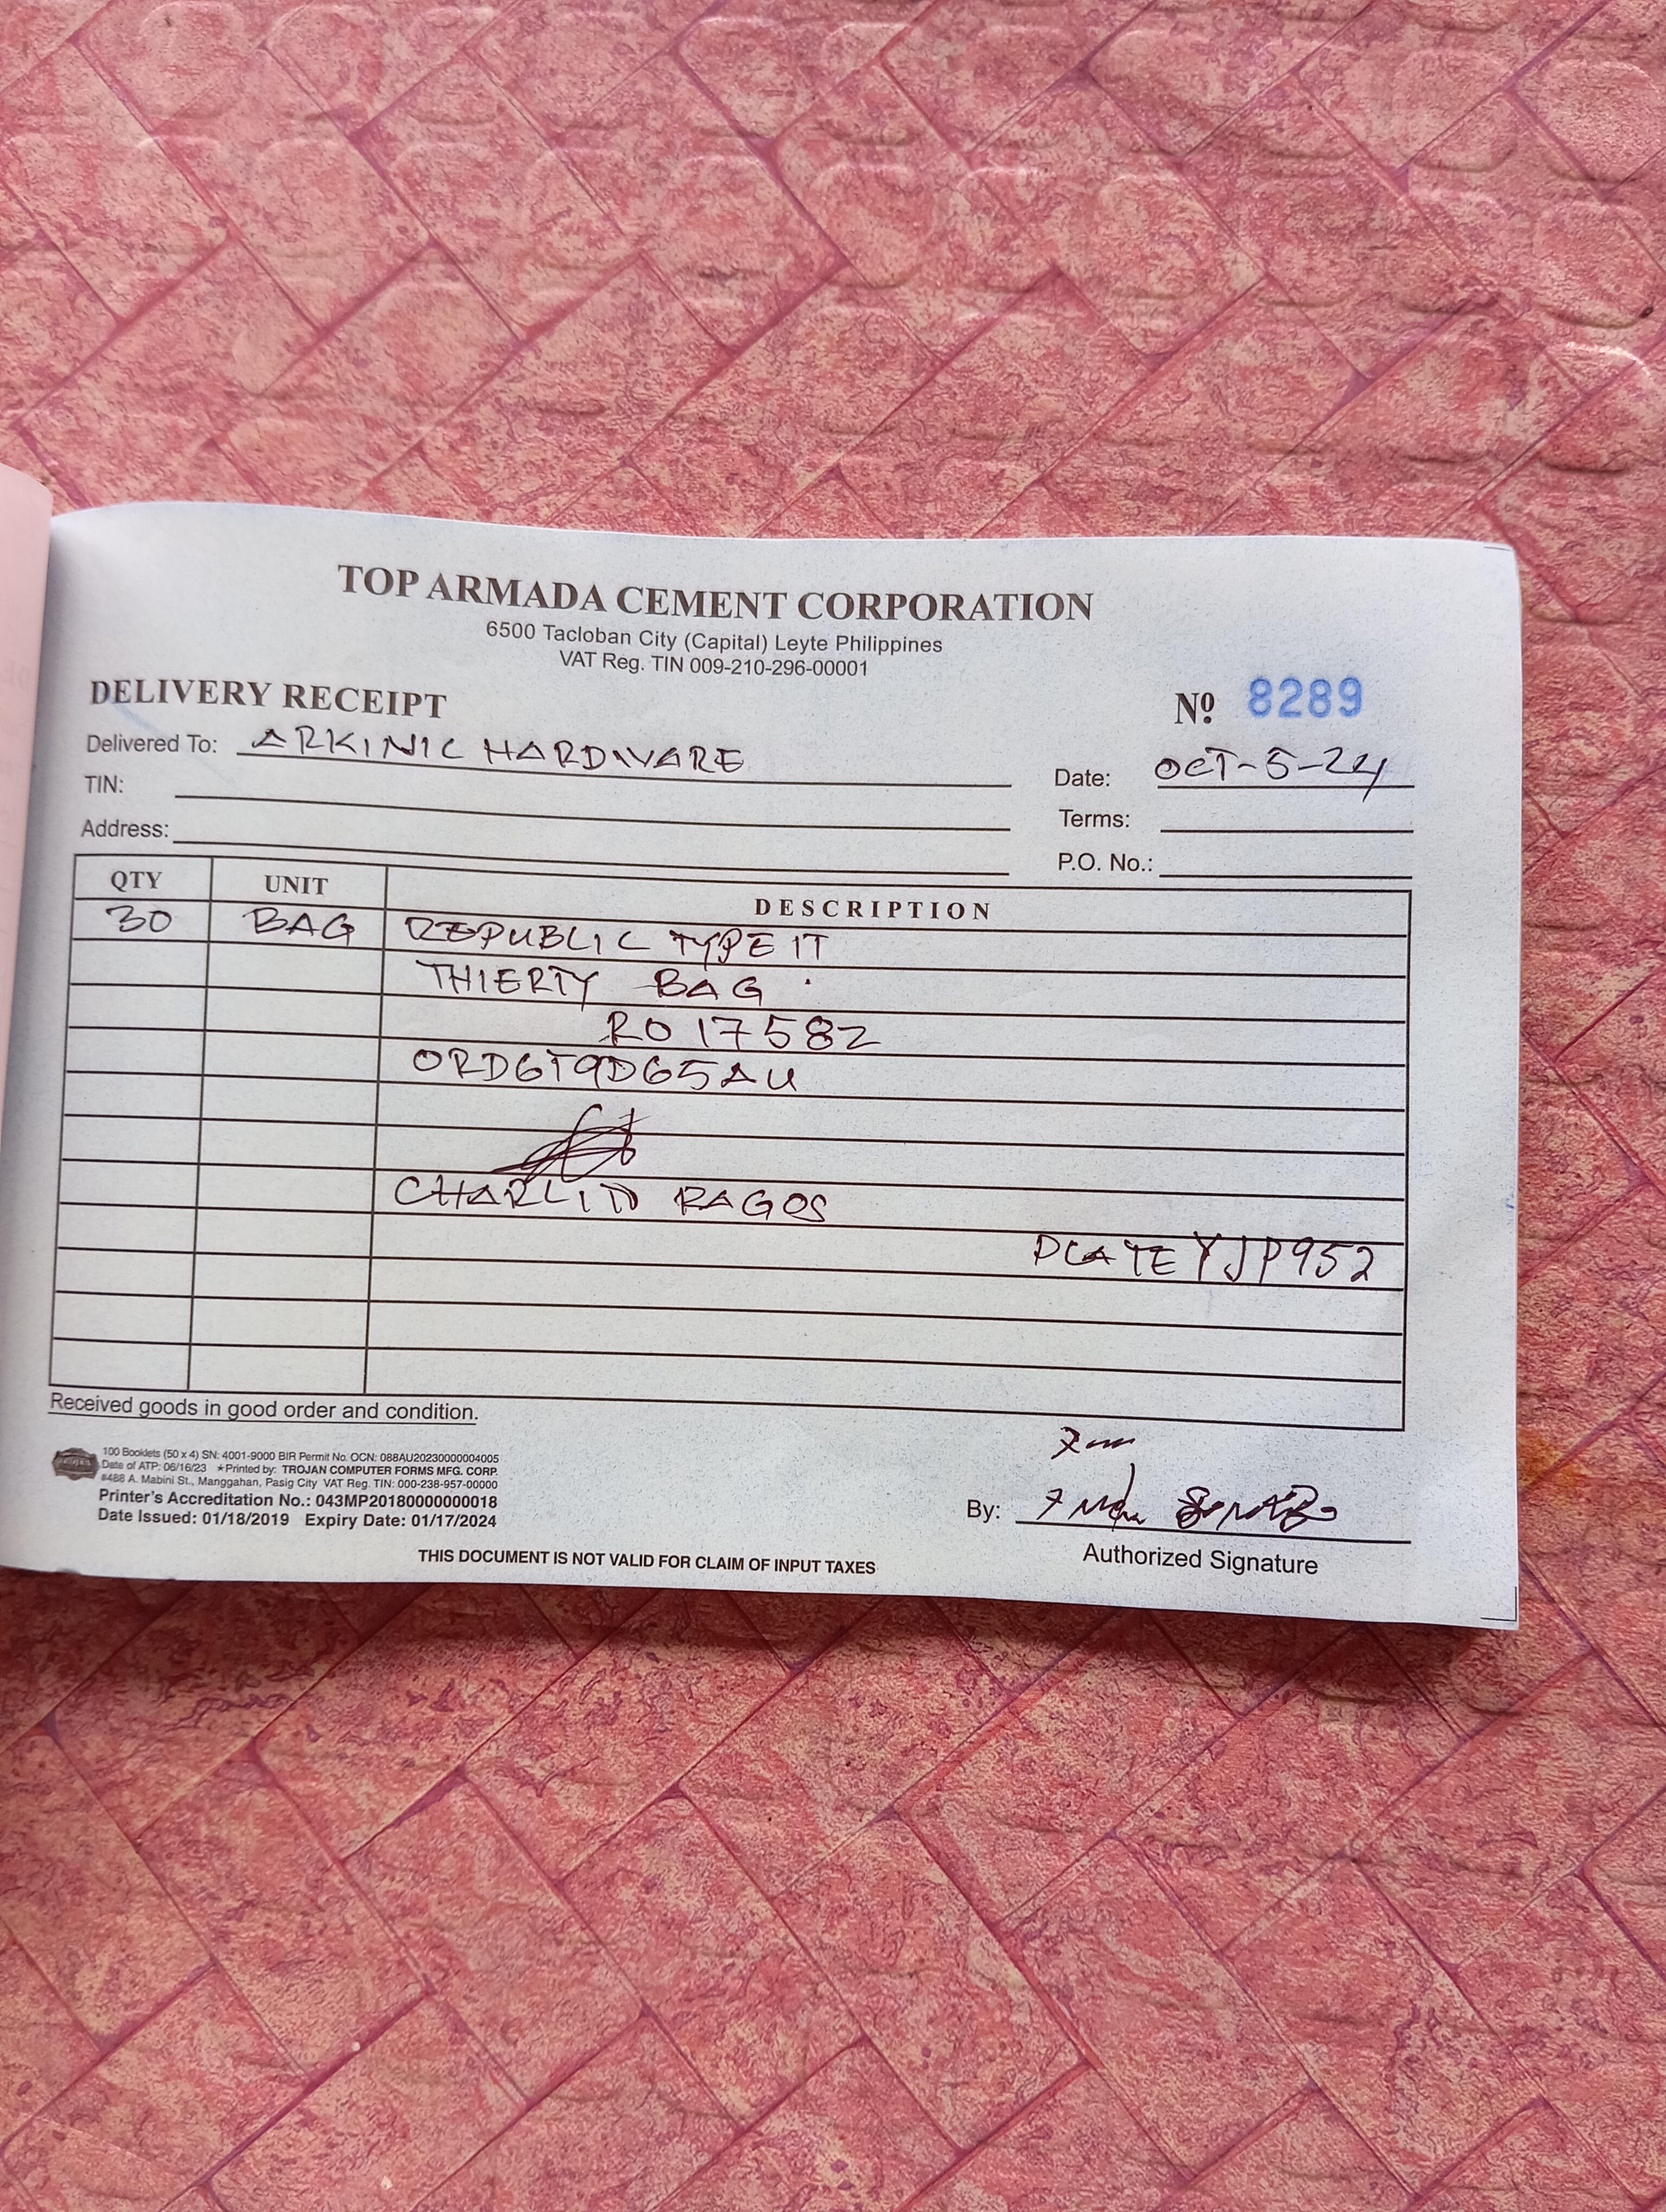 TOP ARMADA CEMENT CORPORATION
6500 Tacloban City (Capital) Leyte Philippines
VAT Reg. TIN 009-210-296-00001
DELIVERY RECEIPT
Nº 8289
Delivered To: ARKINIC HARDWARE
Date: OCT-5-24
TIN:
Terms:
Address:
P.O. No.:
QTY UNIT DESCRIPTION
30 BAG REPUBLIC TYPE IT
THIERTY BAG
RO 17582
ORD6T9D65AU
CHARLITO RAGOS
PLATE YJP952
Received goods in good order and condition.
100 Booklets (50 x 4) SN: 4001-9000 BIR Permit No. OCN: 088AU20230000004005
Date of ATP: 06/16/23 ★Printed by: TROJAN COMPUTER FORMS MFG. CORP.
#488 A. Mabini St., Manggahan, Pasig City VAT Reg. TIN: 000-238-957-00000
Printer's Accreditation No.: 043MP20180000000018
Date Issued: 01/18/2019 Expiry Date: 01/17/2024
By:
Authorized Signature
THIS DOCUMENT IS NOT VALID FOR CLAIM OF INPUT TAXES